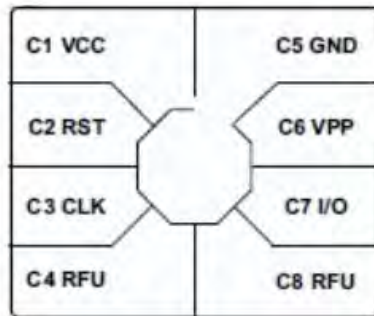 C1 VCC
C5 GND
C2 RST
C6 VPP
C3 CLK
C7 I/O
C4 RFU
C8 RFU